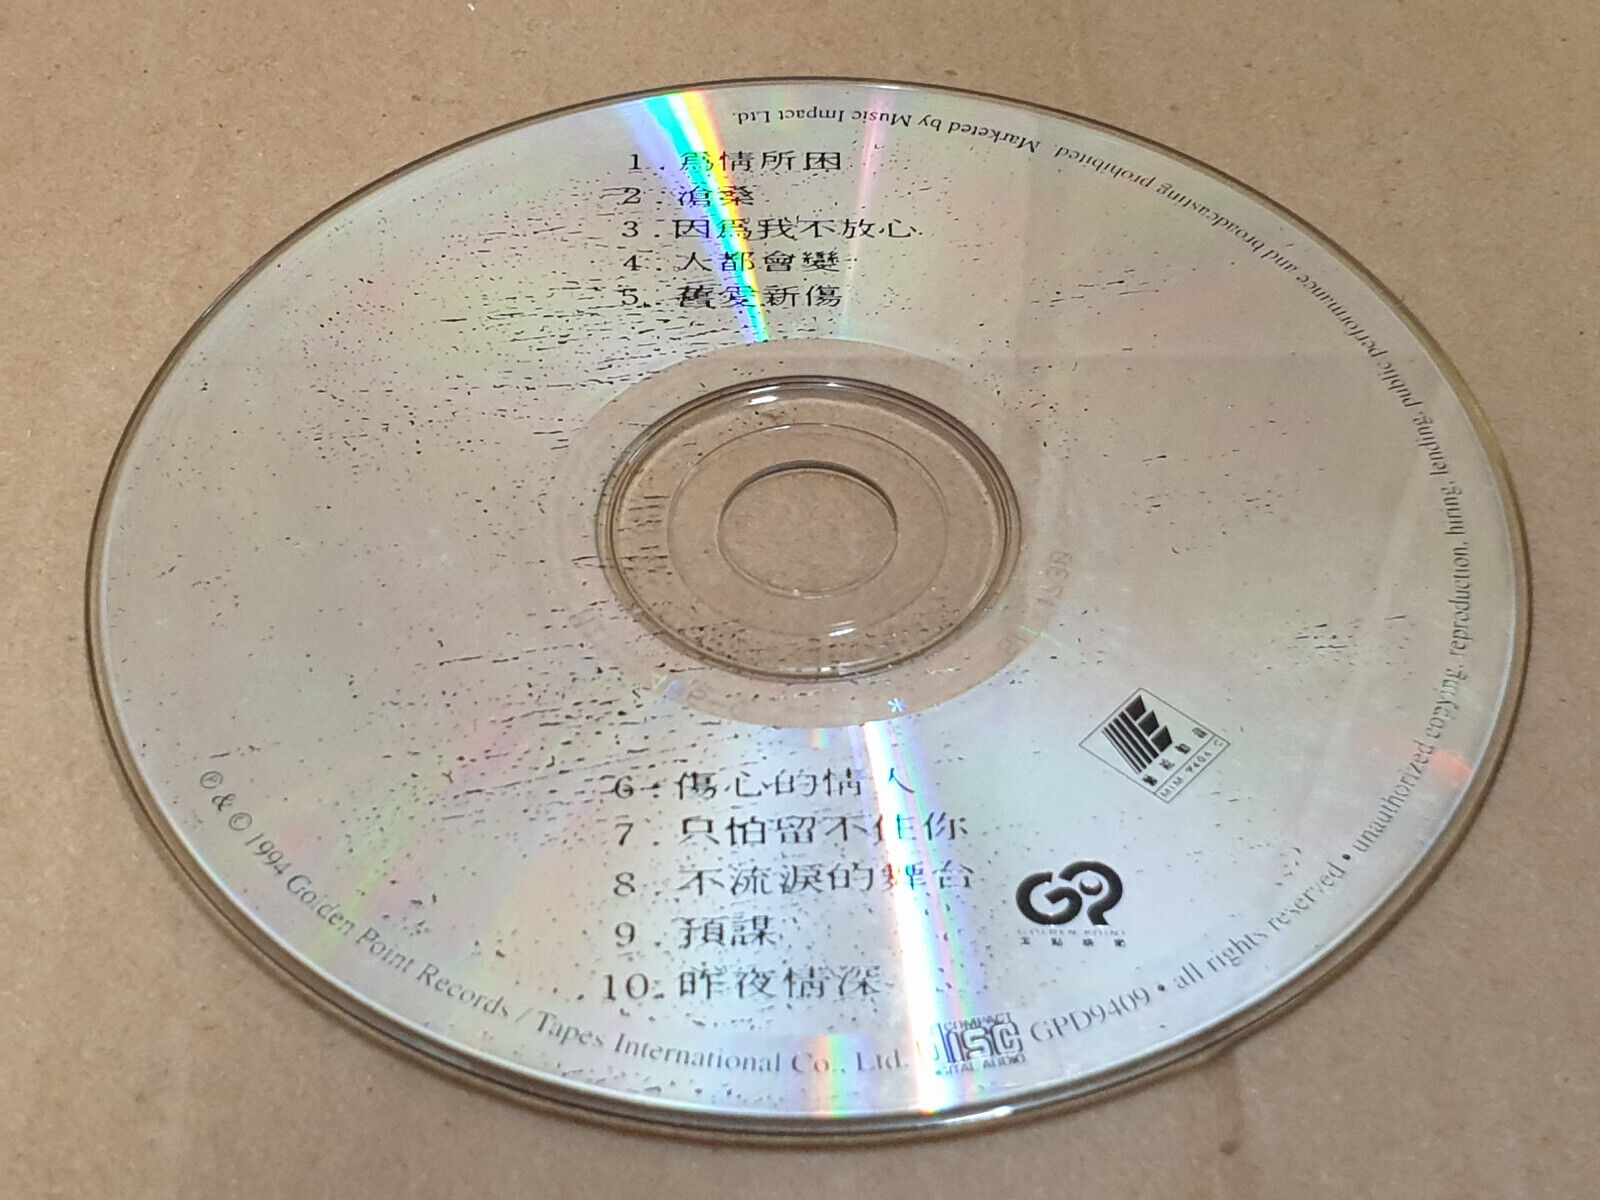 1. 為情所困
2. 滄桑
3. 因為我不放心
4. 人都會變
5. 舊愛新傷
6. 傷心的情人
7. 只怕留不住你
8. 不流淚的舞台
9. 預謀
10. 昨夜情深
℗ & © 1994 Golden Point Records / Tapes International Co., Ltd.
COMPACT
disc
DIGITAL AUDIO
GPD9409 • all rights reserved • unauthorized copying, reproduction, hiring, lending, public performance and broadcasting prohibited. Marketed by Music Impact Ltd.
MIM 9406 C
GP
GOLDEN POINT